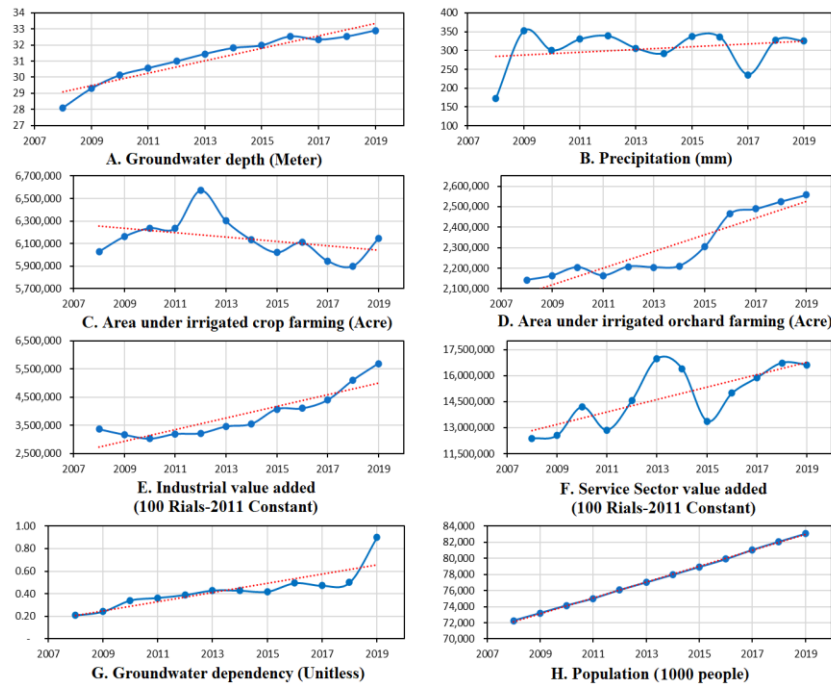 34
33
32
31
30
29
28
27
2007 2009 2011 2013 2015 2017 2019
A. Groundwater depth (Meter)
400
350
300
250
200
150
100
2007 2009 2011 2013 2015 2017 2019
B. Precipitation (mm)
6,700,000
6,500,000
6,300,000
6,100,000
5,900,000
5,700,000
2007 2009 2011 2013 2015 2017 2019
C. Area under irrigated crop farming (Acre)
2,600,000
2,500,000
2,400,000
2,300,000
2,200,000
2,100,000
2007 2009 2011 2013 2015 2017 2019
D. Area under irrigated orchard farming (Acre)
6,500,000
5,500,000
4,500,000
3,500,000
2,500,000
2007 2009 2011 2013 2015 2017 2019
E. Industrial value added
(100 Rials-2011 Constant)
17,500,000
16,000,000
14,500,000
13,000,000
11,500,000
2007 2009 2011 2013 2015 2017 2019
F. Service Sector value added
(100 Rials-2011 Constant)
1.00
0.80
0.60
0.40
0.20
-
2007 2009 2011 2013 2015 2017 2019
G. Groundwater dependency (Unitless)
84,000
82,000
80,000
78,000
76,000
74,000
72,000
70,000
2007 2009 2011 2013 2015 2017 2019
H. Population (1000 people)